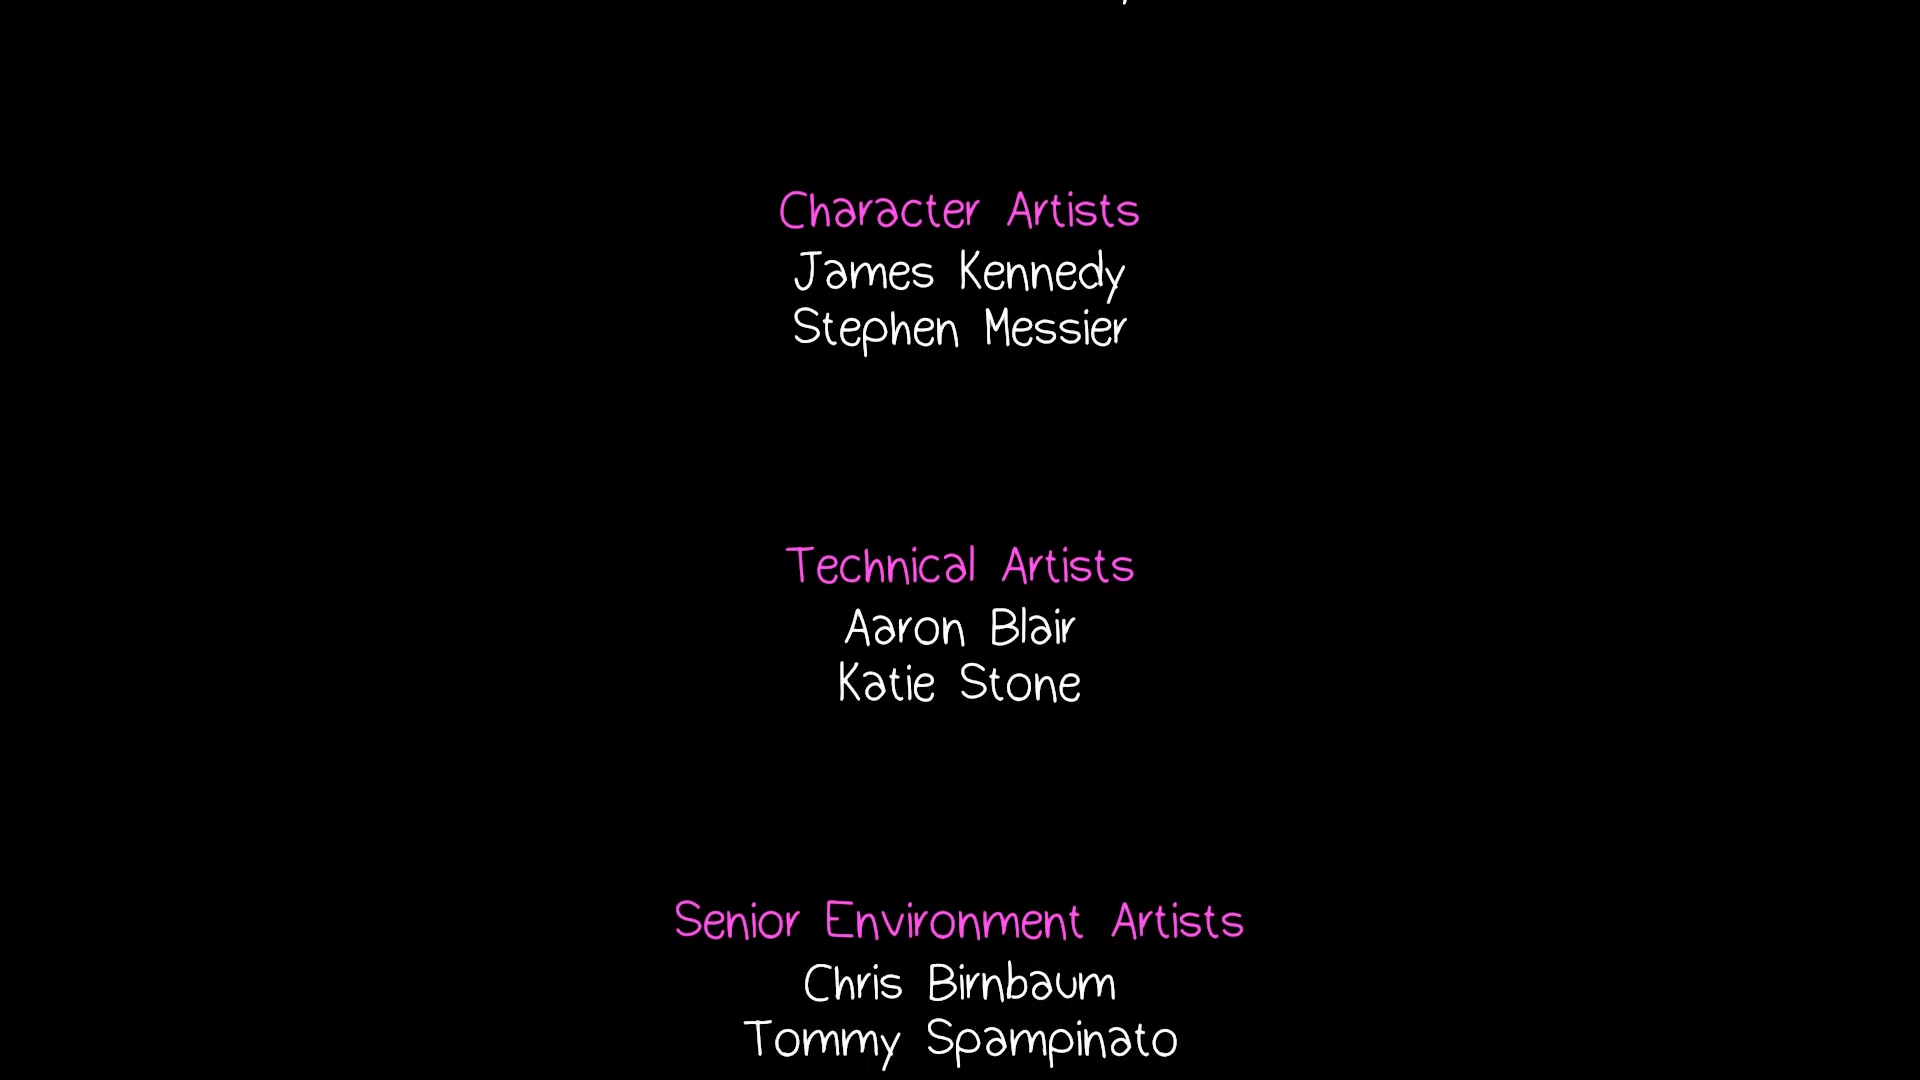 Character Artists
James Kennedy
Stephen Messier
Technical Artists
Aaron Blair
Katie Stone
Senior Environment Artists
Chris Birnbaum
Tommy Spampinato